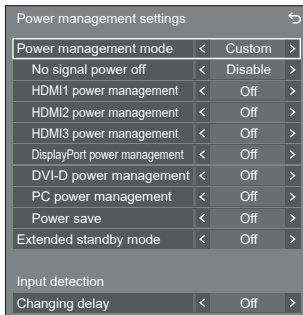 Power management settings
Power management mode < Custom >
No signal power off < Disable >
HDMI1 power management < Off >
HDMI2 power management < Off >
HDMI3 power management < Off >
DisplayPort power management < Off >
DVI-D power management < Off >
PC power management < Off >
Power save < Off >
Extended standby mode < Off >
Input detection
Changing delay < Off >